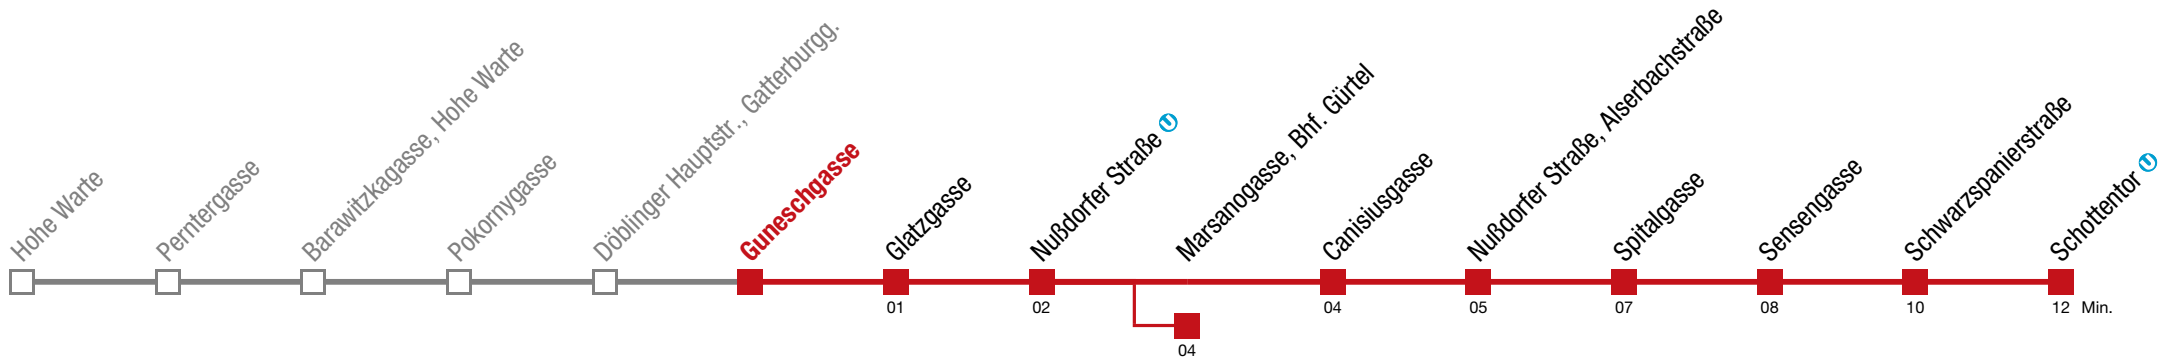 Hohe Warte
Perntergasse
Barawitzkagasse, Hohe Warte
Pokornygasse
Döblinger Hauptstr., Gatterburgg.
Guneschgasse
Glatzgasse
Nußdorfer Straße U
Marsanogasse, Bhf. Gürtel
Canisiusgasse
Nußdorfer Straße, Alserbachstraße
Spitalgasse
Sensengasse
Schwarzspanierstraße
Schottentor U
01 02 04 05 07 08 10 12 Min.
04